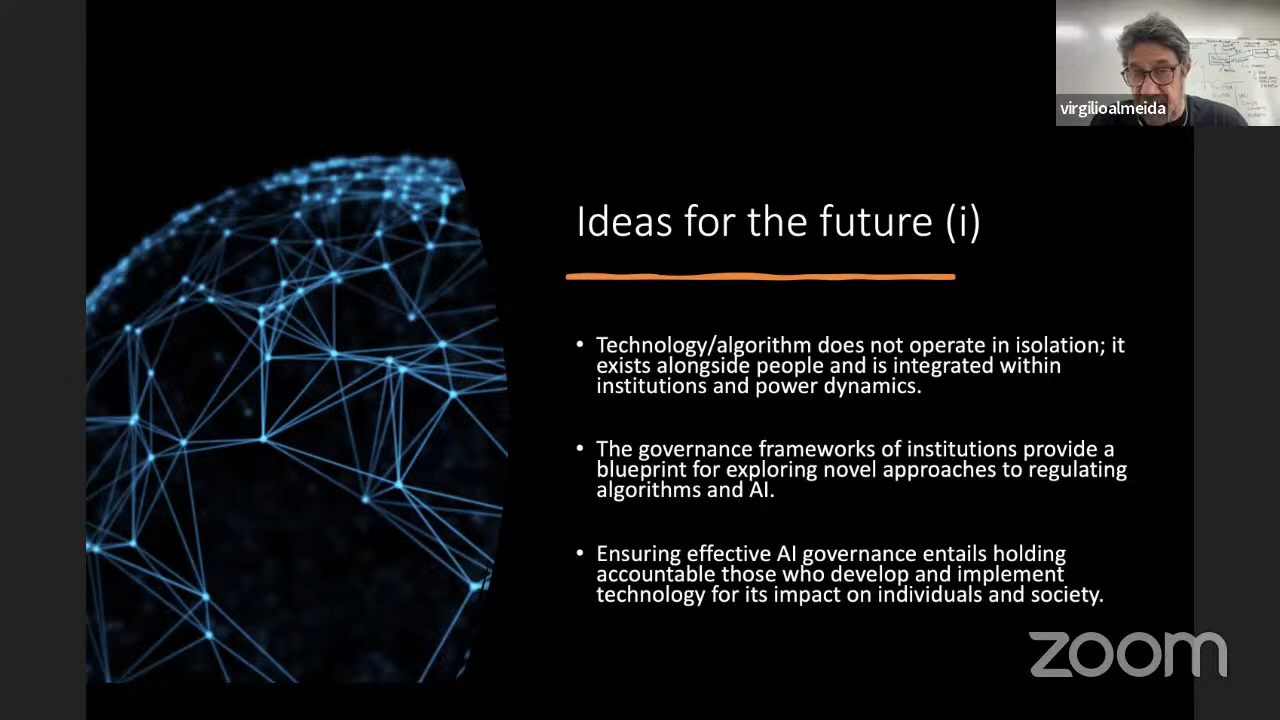 virgilioalmeida
Ideas for the future (i)
• Technology/algorithm does not operate in isolation; it
exists alongside people and is integrated within
institutions and power dynamics.
• The governance frameworks of institutions provide a
blueprint for exploring novel approaches to regulating
algorithms and AI.
• Ensuring effective AI governance entails holding
accountable those who develop and implement
technology for its impact on individuals and society.
zoom